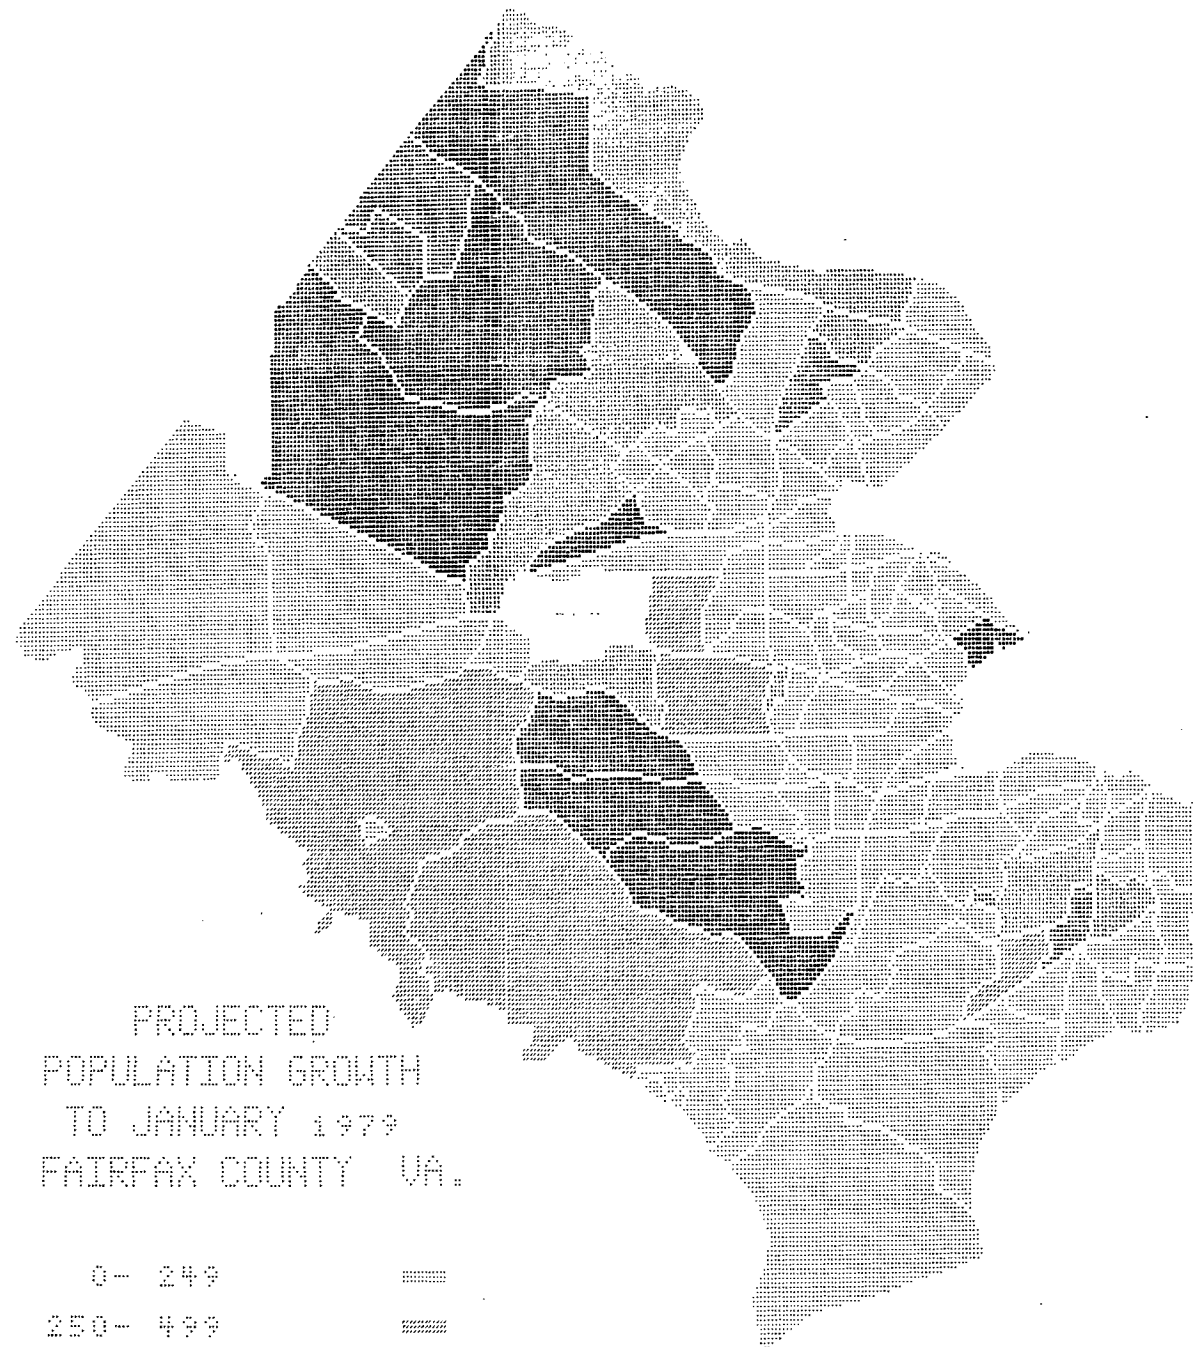 PROJECTED
POPULATION GROWTH
TO JANUARY 1979
FAIRFAX COUNTY VA.
0- 249
250- 499